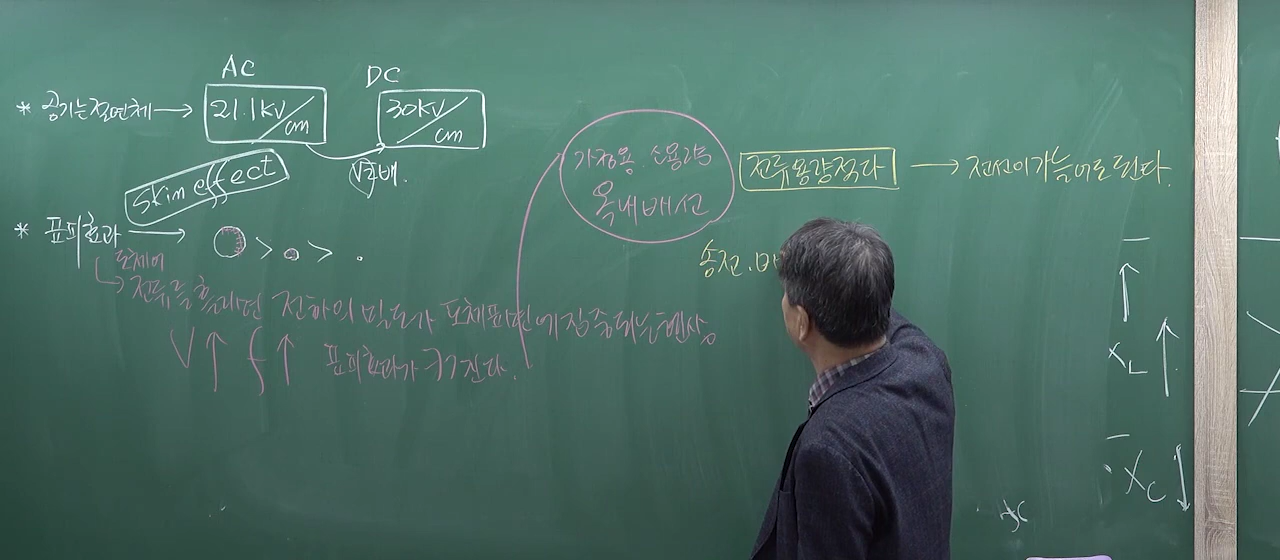 AC DC
* 공기는절연체 → 21.1kV/cm 30kV/cm
√2배.
Skin effect
* 표피효과 → > > .
도체에
전류를흘리면 전하의 밀도가 도체표면에집중되는현상
V↑ f↑ 표피효과가 커진다.
가정용. 소용량
옥내배선
전류용량적다 → 전선이가늘어도된다.
송전.
↑
XL ↑
XC ↓